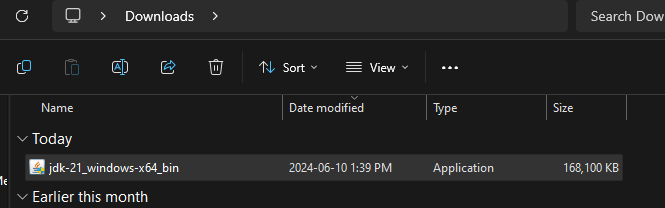 Downloads
Search Dow
Sort
View
Name Date modified Type Size
Today
jdk-21_windows-x64_bin 2024-06-10 1:39 PM Application 168,100 KB
Earlier this month